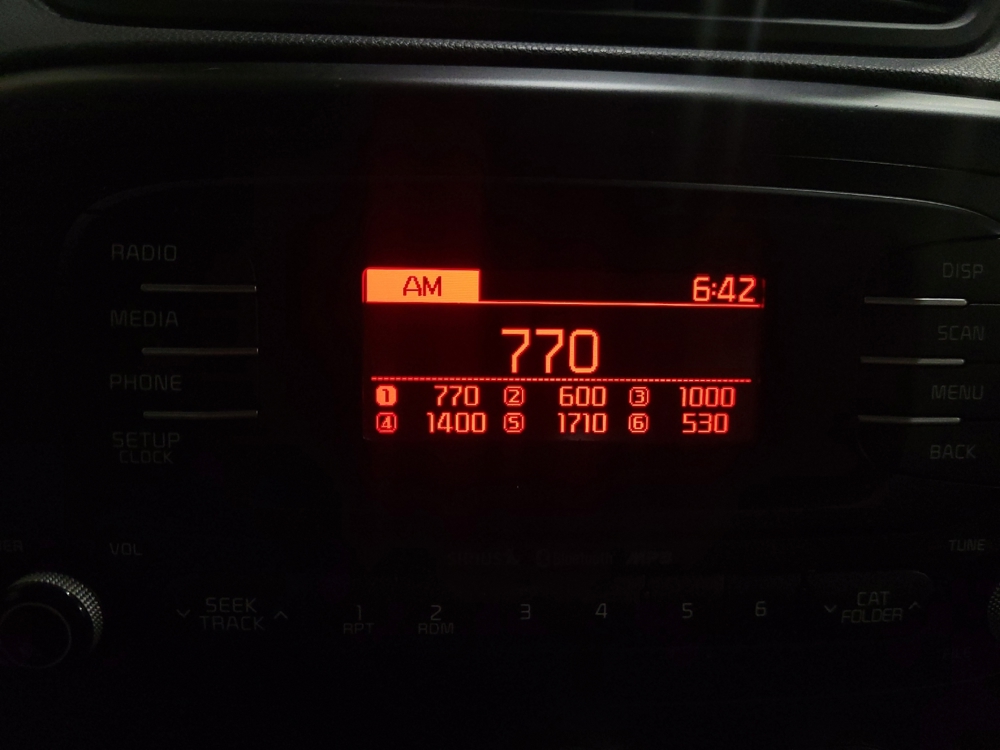 RADIO
MEDIA
PHONE
SETUP
CLOCK
AM 6:42
770
1 770 2 600 3 1000
4 1400 5 1710 6 530
DISP
SCAN
MENU
BACK
VOL
TUNE
SEEK
TRACK
1 2 3 4 5 6
RPT RDM
CAT
FOLDER